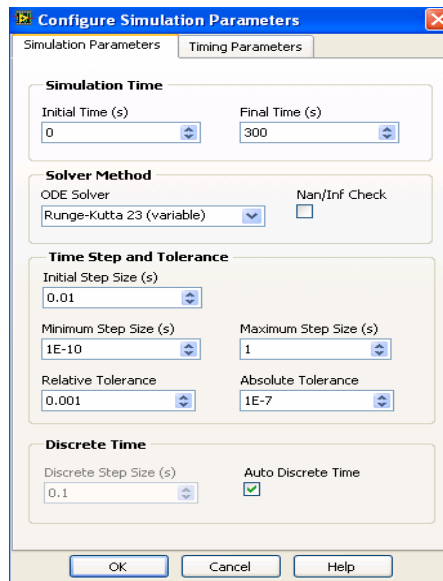 Configure Simulation Parameters
Simulation Parameters
Timing Parameters
Simulation Time
Initial Time (s)
Final Time (s)
0
300
Solver Method
ODE Solver
Nan/Inf Check
Runge-Kutta 23 (variable)
Time Step and Tolerance
Initial Step Size (s)
0.01
Minimum Step Size (s)
Maximum Step Size (s)
1E-10
1
Relative Tolerance
Absolute Tolerance
0.001
1E-7
Discrete Time
Discrete Step Size (s)
Auto Discrete Time
0.1
OK
Cancel
Help